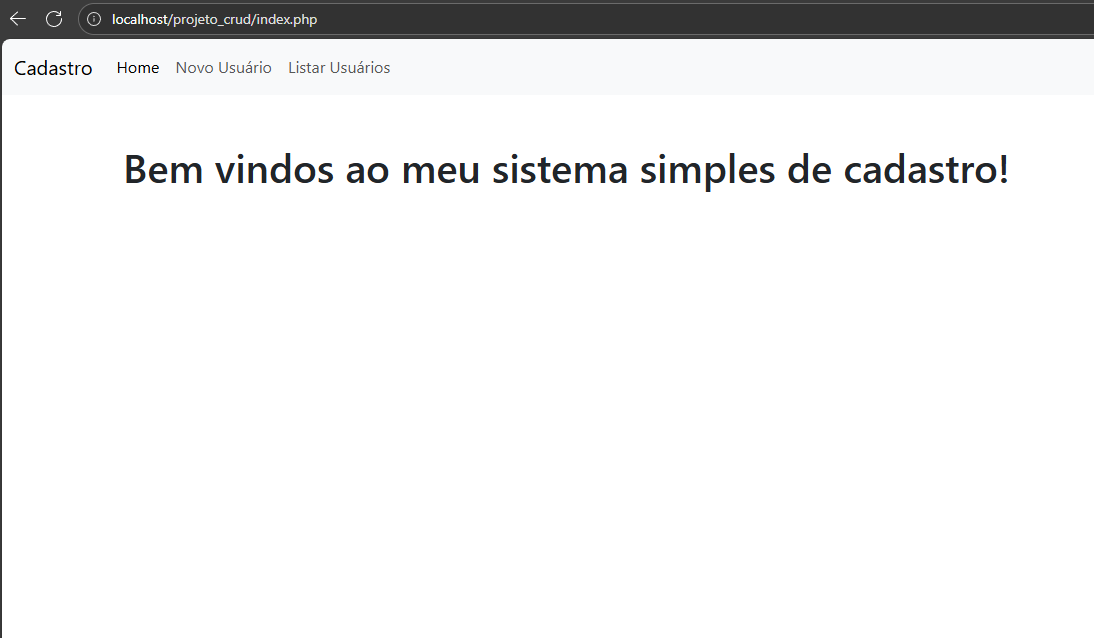 localhost/projeto_crud/index.php
Cadastro Home Novo Usuário Listar Usuários
Bem vindos ao meu sistema simples de cadastro!